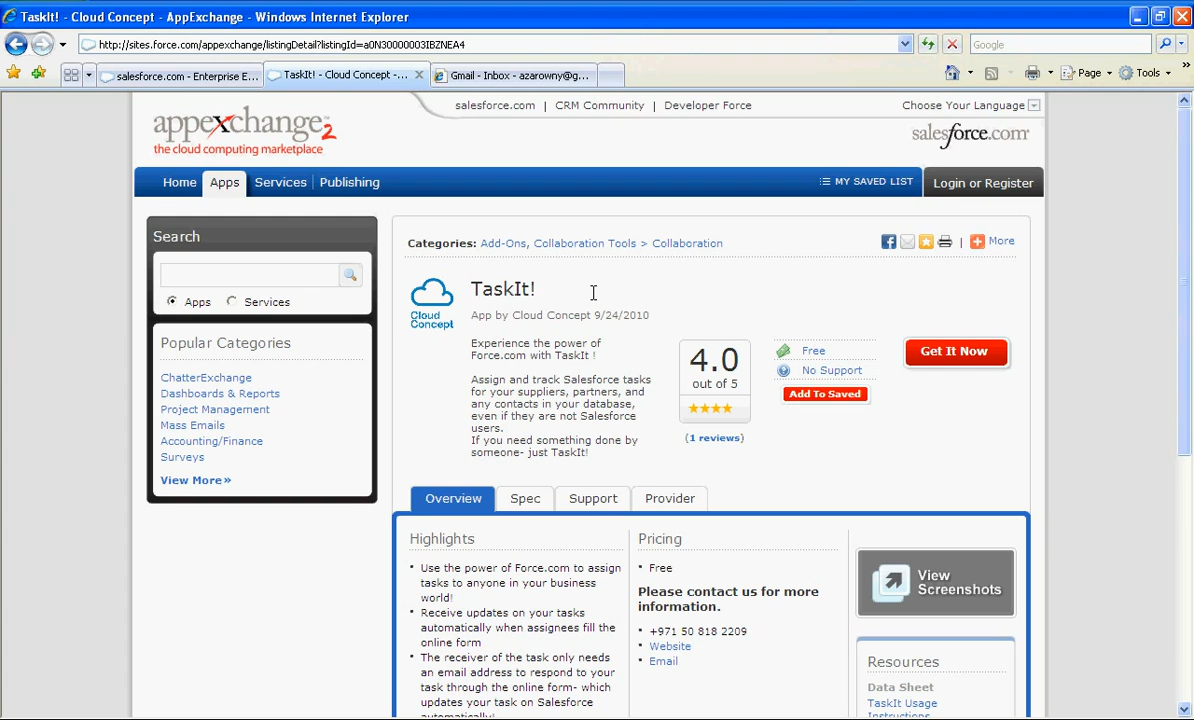 TaskIt! - Cloud Concept - AppExchange - Windows Internet Explorer
http://sites.force.com/appexchange/listingDetail?listingId=a0N30000003IBZNEA4
Google
salesforce.com - Enterprise E...
TaskIt! - Cloud Concept -...
Gmail - Inbox - azarowny@g...
Page
Tools
salesforce.com | CRM Community | Developer Force
Choose Your Language
appexchange 2
the cloud computing marketplace
salesforce.com
Home
Apps
Services
Publishing
MY SAVED LIST
Login or Register
Search
Apps
Services
Popular Categories
ChatterExchange
Dashboards & Reports
Project Management
Mass Emails
Accounting/Finance
Surveys
View More»
Categories: Add-Ons, Collaboration Tools > Collaboration
More
Cloud
Concept
TaskIt!
App by Cloud Concept 9/24/2010
Experience the power of
Force.com with TaskIt !
Assign and track Salesforce tasks
for your suppliers, partners, and
any contacts in your database,
even if they are not Salesforce
users.
If you need something done by
someone- just TaskIt!
4.0
out of 5
(1 reviews)
Free
No Support
Add To Saved
Get It Now
Overview
Spec
Support
Provider
Highlights
Use the power of Force.com to assign
tasks to anyone in your business
world!
Receive updates on your tasks
automatically when assignees fill the
online form
The receiver of the task only needs
an email address to respond to your
task through the online form- which
updates your task on Salesforce
automatically!
Pricing
Free
Please contact us for more
information.
+971 50 818 2209
Website
Email
View
Screenshots
Resources
Data Sheet
TaskIt Usage
Instructions